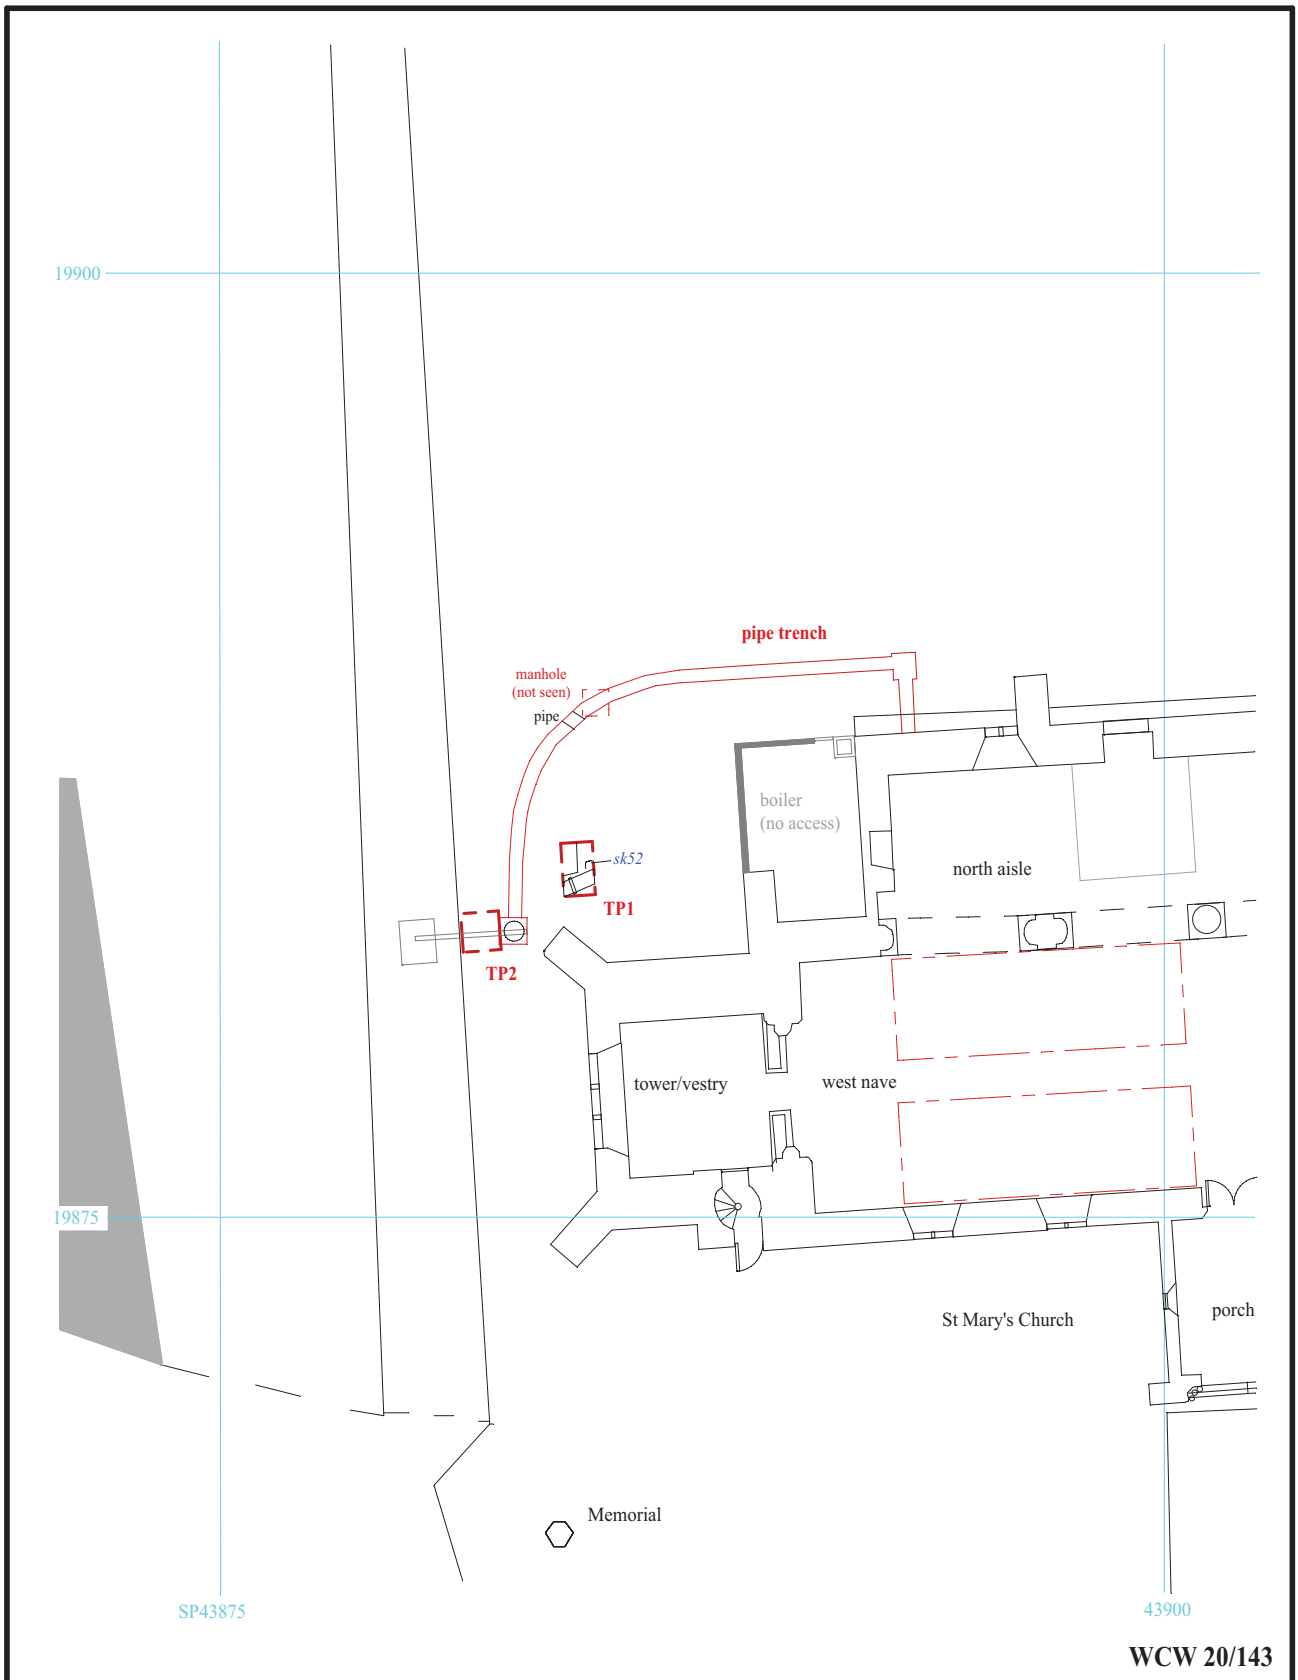 19900
pipe trench
manhole
(not seen)
pipe
boiler
(no access)
sk52
north aisle
TP1
TP2
tower/vestry
west nave
19875
St Mary's Church
porch
Memorial
SP43875
43900
WCW 20/143